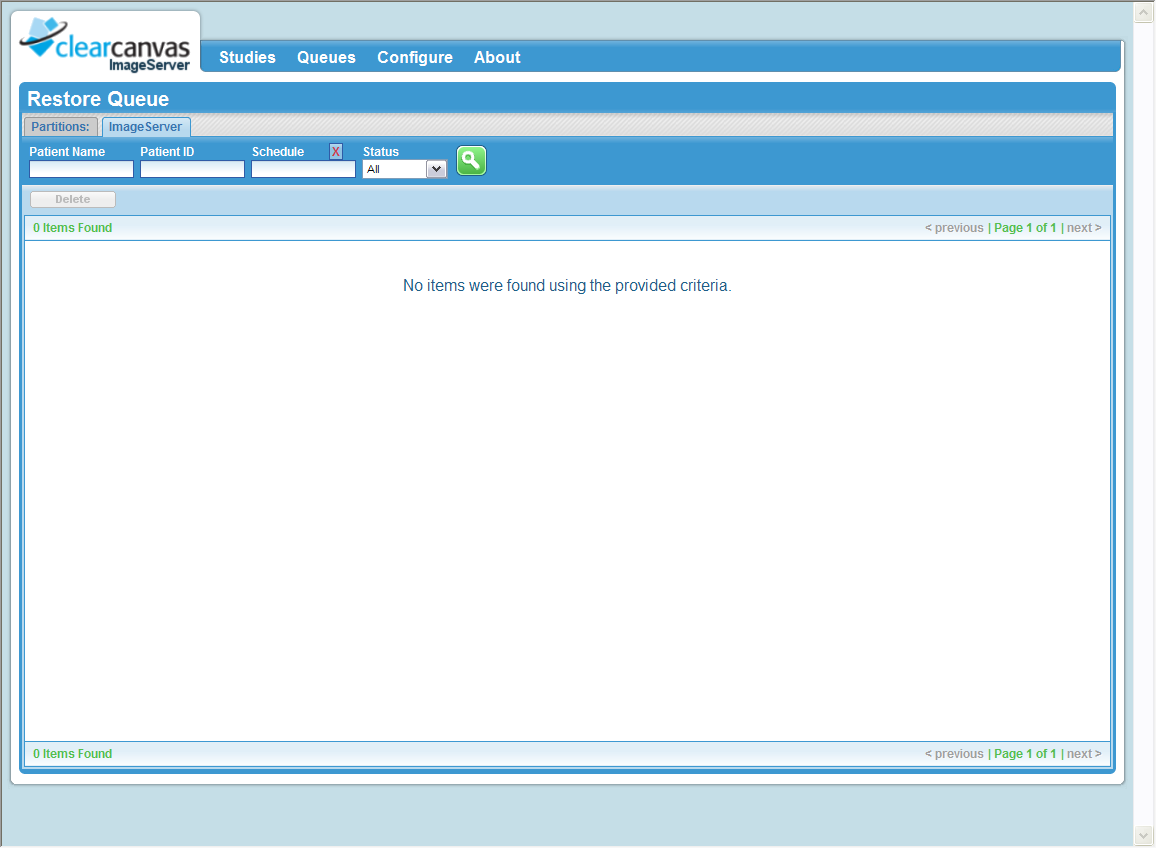 clearcanvas
ImageServer
Studies Queues Configure About
Restore Queue
Partitions: ImageServer
Patient Name Patient ID Schedule X Status
All
Delete
0 Items Found < previous | Page 1 of 1 | next >
No items were found using the provided criteria.
0 Items Found < previous | Page 1 of 1 | next >